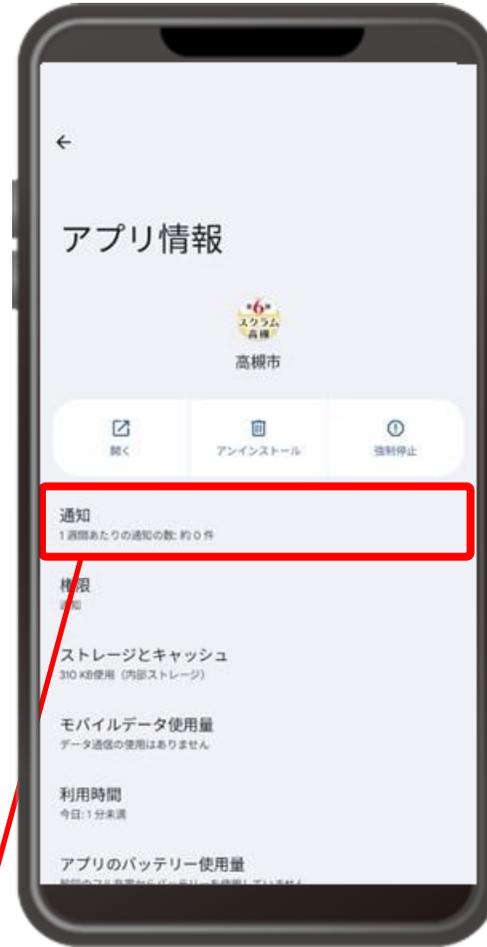 アプリ情報
第6弾
スクラム
高槻
高槻市
開く
アンインストール
強制停止
通知
1 週間あたりの通知の数: 約 0 件
権限
通知
ストレージとキャッシュ
310 KB使用（内部ストレージ）
モバイルデータ使用量
データ通信の使用はありません
利用時間
今日: 1 分未満
アプリのバッテリー使用量